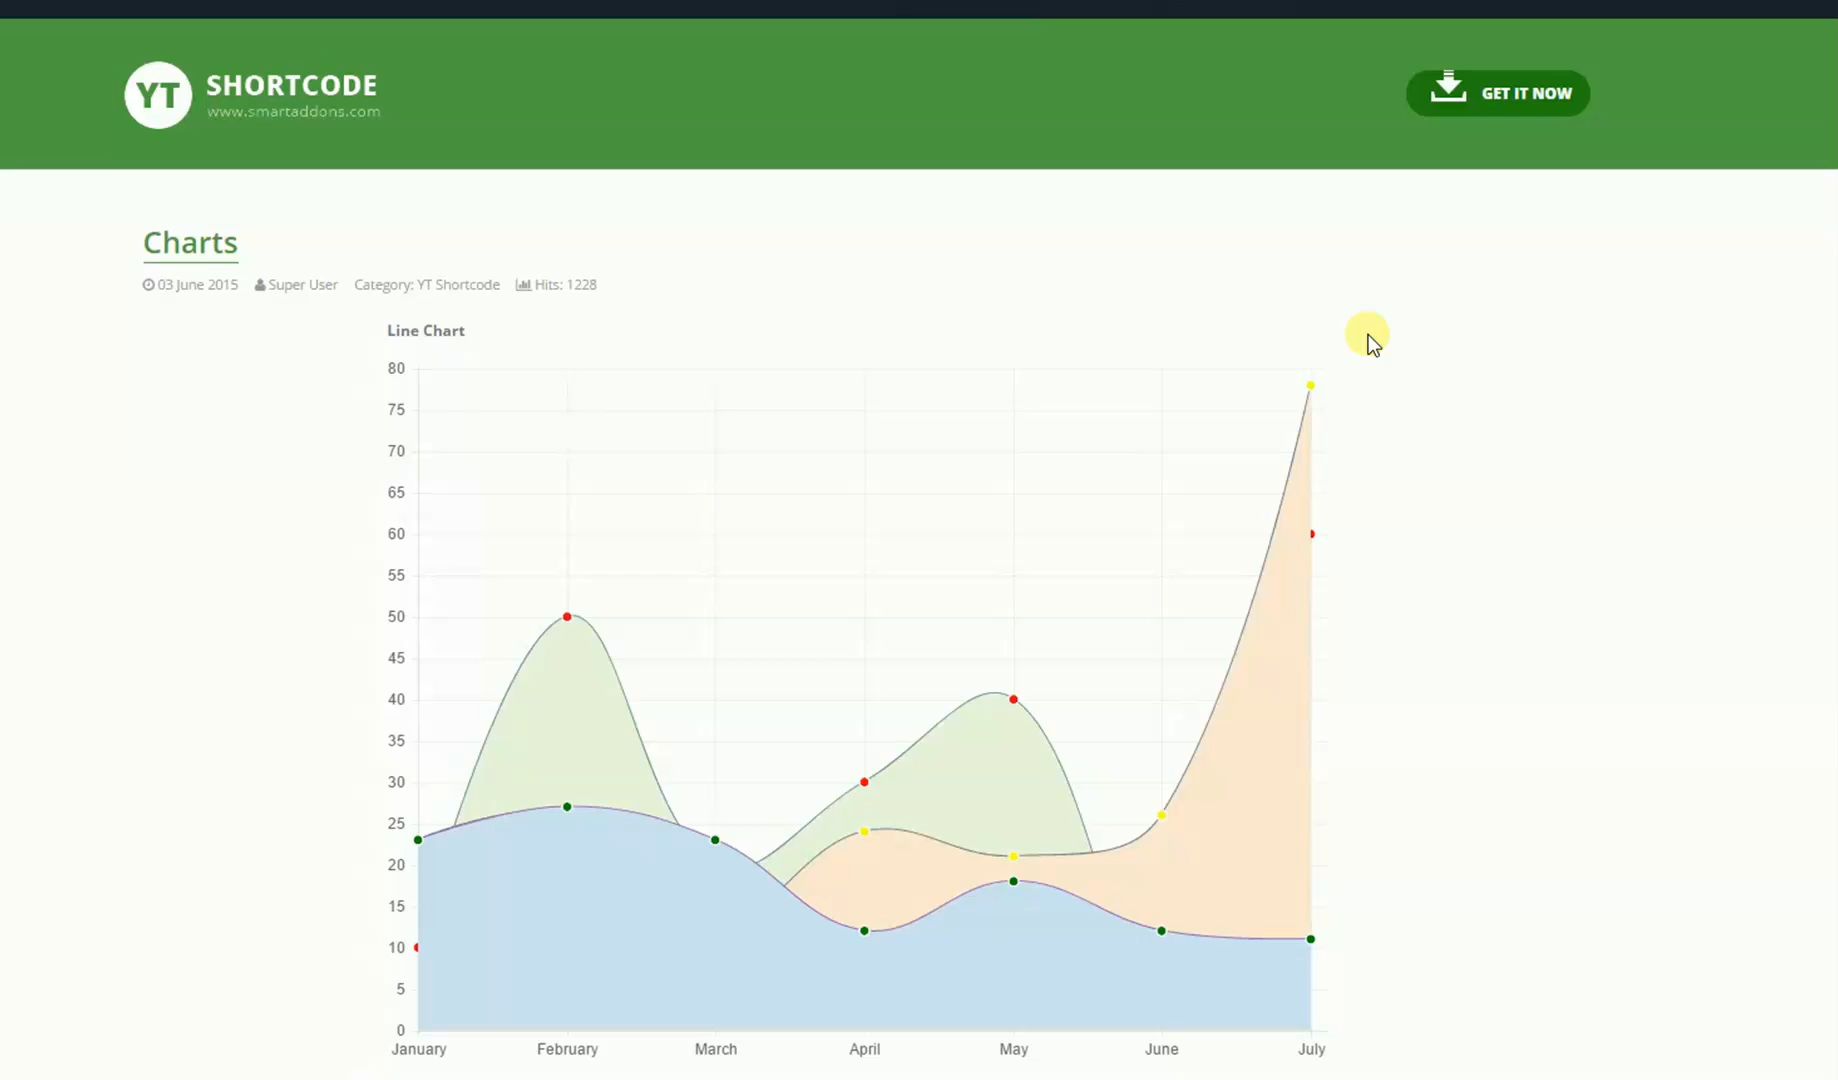 YT SHORTCODE
www.smartaddons.com
GET IT NOW
Charts
03 June 2015 Super User Category: YT Shortcode Hits: 1228
Line Chart
80
75
70
65
60
55
50
45
40
35
30
25
20
15
10
5
0
January February March April May June July